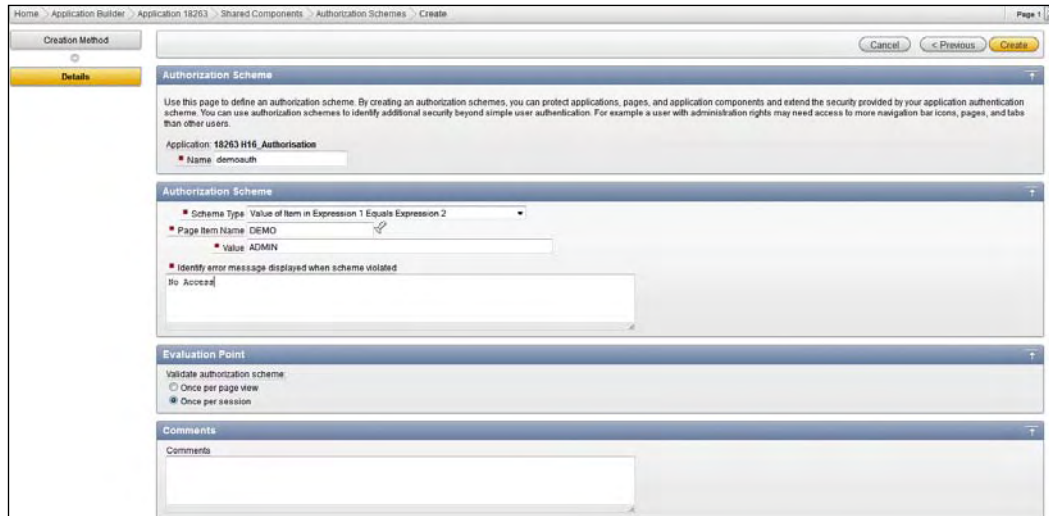 Home Application Builder Application 18263 Shared Components Authorization Schemes Create
Page 1
Creation Method
Details
Cancel < Previous Create
Authorization Scheme
Use this page to define an authorization scheme. By creating an authorization schemes, you can protect applications, pages, and application components and extend the security provided by your application authentication
scheme. You can use authorization schemes to identify additional security beyond simple user authentication. For example a user with administration rights may need access to more navigation bar icons, pages, and tabs
than other users.
Application: 18263 H16_Authorisation
Name demoauth
Authorization Scheme
Scheme Type Value of Item in Expression 1 Equals Expression 2
Page Item Name DEMO
Value ADMIN
Identify error message displayed when scheme violated
No Access
Evaluation Point
Validate authorization scheme:
Once per page view
Once per session
Comments
Comments